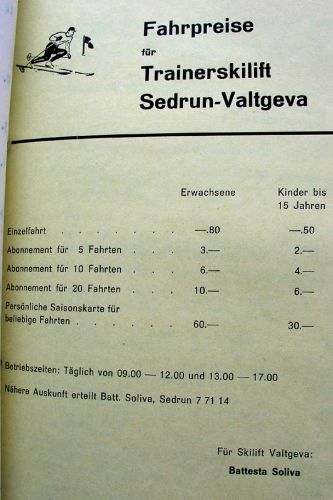 Fahrpreise
für
Trainerskilift
Sedrun-Valtgeva
Erwachsene Kinder bis
15 Jahren
Einzelfahrt . . . . . . —.80 —.50
Abonnement für 5 Fahrten . . . . 3.— 2.—
Abonnement für 10 Fahrten . . . . 6.— 4.—
Abonnement für 20 Fahrten . . . . 10.— 6.—
Persönliche Saisonskarte für
beliebige Fahrten . . . . . . 60.— 30.—
Betriebszeiten: Täglich von 09.00 — 12.00 und 13.00 — 17.00
Nähere Auskunft erteilt Batt. Soliva, Sedrun 7 71 14
Für Skilift Valtgeva:
Battesta Soliva